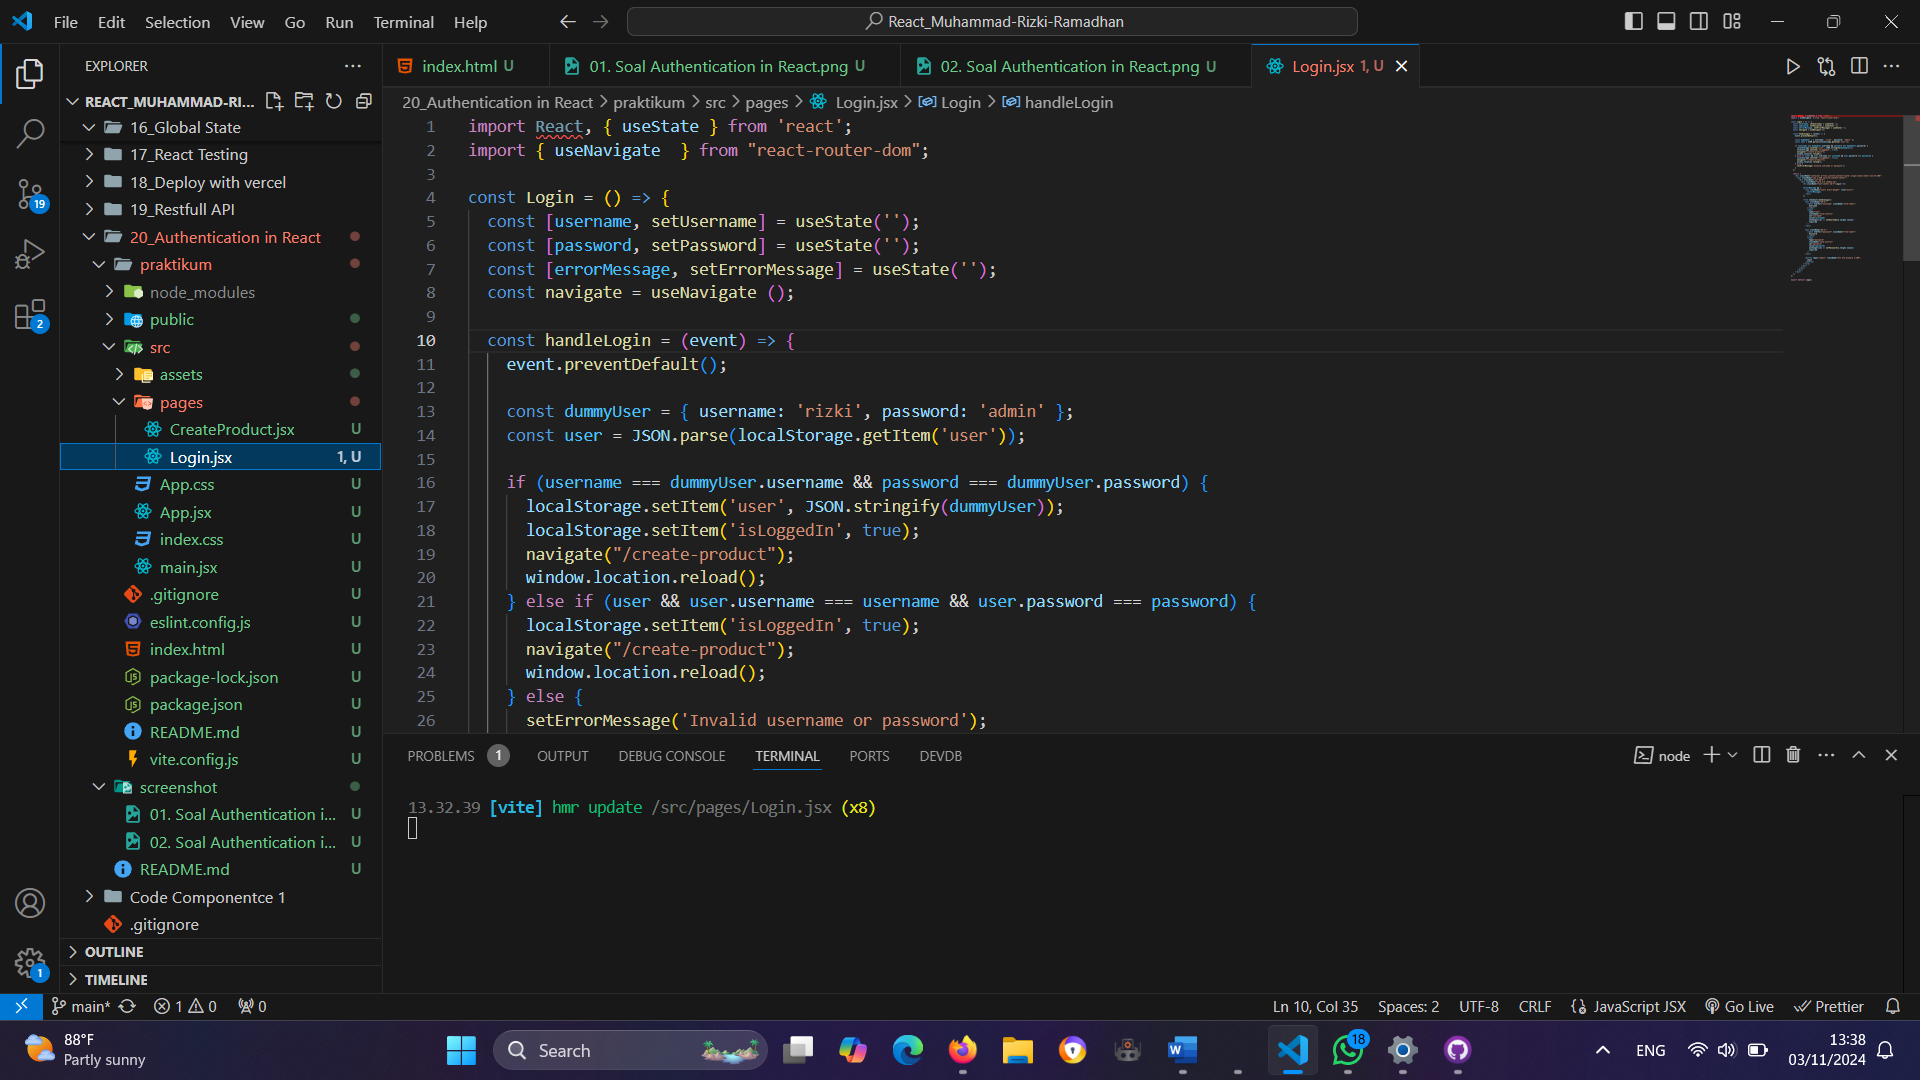 File Edit Selection View Go Run Terminal Help
React_Muhammad-Rizki-Ramadhan
EXPLORER
REACT_MUHAMMAD-RI...
16_Global State
17_React Testing
18_Deploy with vercel
19_Restfull API
20_Authentication in React
praktikum
node_modules
public U
src
assets
pages
CreateProduct.jsx U
Login.jsx 1, U
App.css U
App.jsx U
index.css U
main.jsx U
.gitignore U
eslint.config.js U
index.html U
package-lock.json U
package.json U
README.md U
vite.config.js U
screenshot
01. Soal Authentication i... U
02. Soal Authentication i... U
README.md U
Code Componentce 1
.gitignore
OUTLINE
TIMELINE
19
2
1
index.html U
01. Soal Authentication in React.png U
02. Soal Authentication in React.png U
Login.jsx 1, U
20_Authentication in React > praktikum > src > pages > Login.jsx > Login > handleLogin
1 import React, { useState } from 'react';
2 import { useNavigate  } from "react-router-dom";
3
4 const Login = () => {
5   const [username, setUsername] = useState('');
6   const [password, setPassword] = useState('');
7   const [errorMessage, setErrorMessage] = useState('');
8   const navigate = useNavigate ();
9
10   const handleLogin = (event) => {
11     event.preventDefault();
12
13     const dummyUser = { username: 'rizki', password: 'admin' };
14     const user = JSON.parse(localStorage.getItem('user'));
15
16     if (username === dummyUser.username && password === dummyUser.password) {
17       localStorage.setItem('user', JSON.stringify(dummyUser));
18       localStorage.setItem('isLoggedIn', true);
19       navigate("/create-product");
20       window.location.reload();
21     } else if (user && user.username === username && user.password === password) {
22       localStorage.setItem('isLoggedIn', true);
23       navigate("/create-product");
24       window.location.reload();
25     } else {
26       setErrorMessage('Invalid username or password');
PROBLEMS 1 OUTPUT DEBUG CONSOLE TERMINAL PORTS DEVDB
node
13.32.39 [vite] hmr update /src/pages/Login.jsx (x8)
main* 1 0 0
Ln 10, Col 35 Spaces: 2 UTF-8 CRLF JavaScript JSX Go Live Prettier
88°F
Partly sunny
Search
18
ENG
13:38
03/11/2024